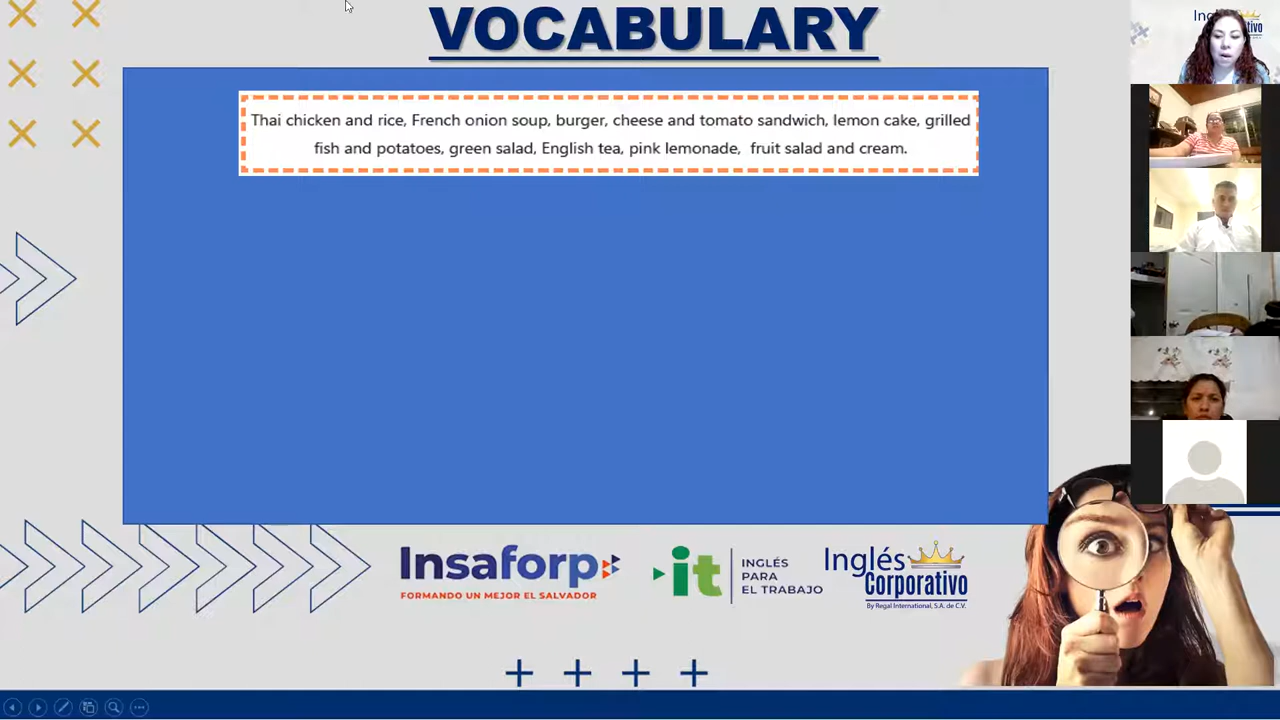 VOCABULARY
Thai chicken and rice, French onion soup, burger, cheese and tomato sandwich, lemon cake, grilled
fish and potatoes, green salad, English tea, pink lemonade, fruit salad and cream.
Insaforp
FORMANDO UN MEJOR EL SALVADOR
it
INGLÉS
PARA
EL TRABAJO
Inglés
Corporativo
By Regal International, S.A. de C.V.